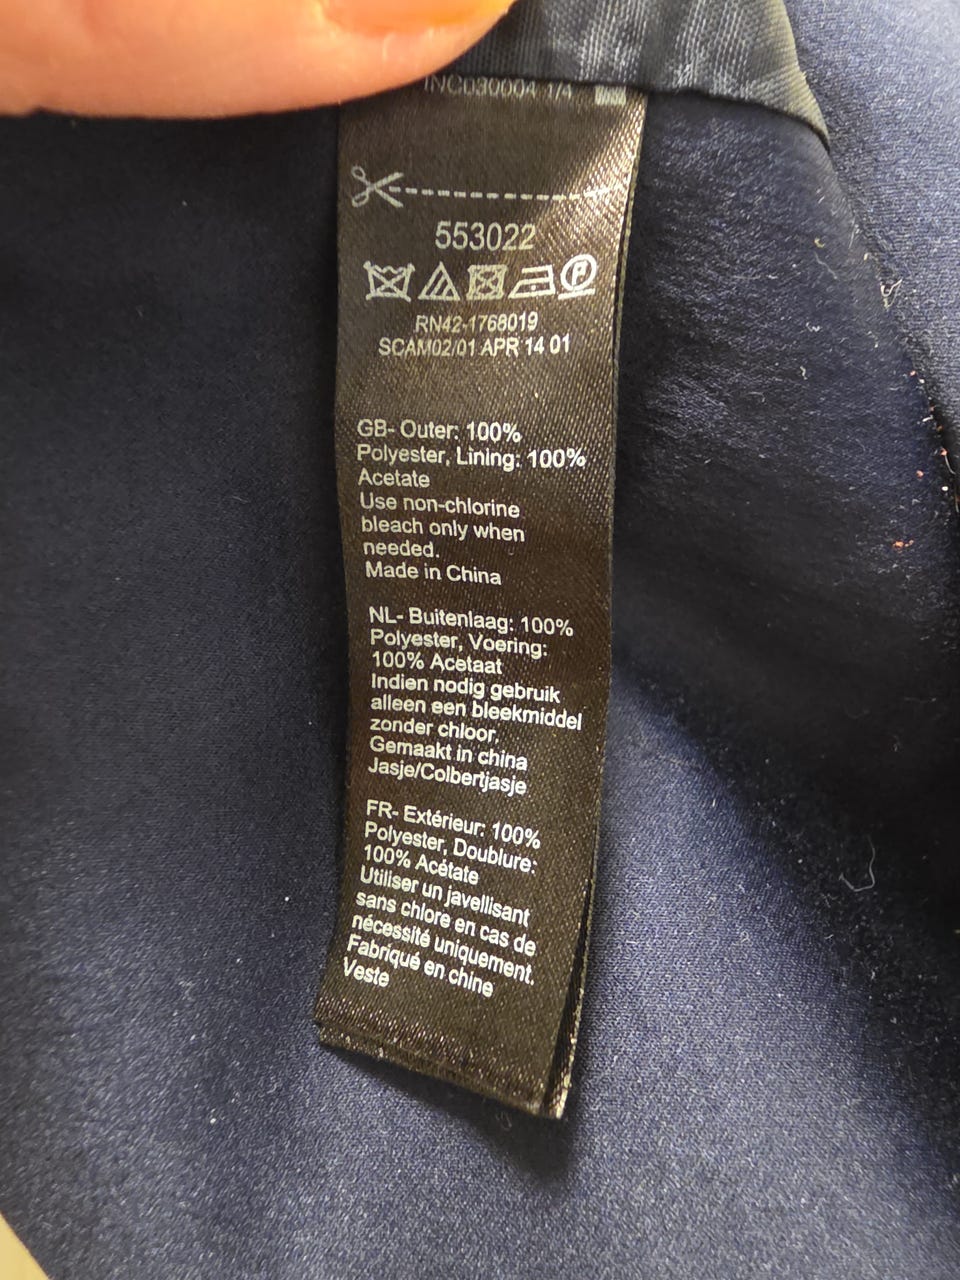 INC030004 1/4
553022
P
RN42-1768019
SCAM02/01 APR 14 01
GB- Outer: 100%
Polyester, Lining: 100%
Acetate
Use non-chlorine
bleach only when
needed.
Made in China
NL- Buitenlaag: 100%
Polyester, Voering:
100% Acetaat
Indien nodig gebruik
alleen een bleekmiddel
zonder chloor.
Gemaakt in china
Jasje/Colbertjasje
FR- Extérieur: 100%
Polyester, Doublure:
100% Acétate
Utiliser un javellisant
sans chlore en cas de
nécessité uniquement.
Fabriqué en chine
Veste